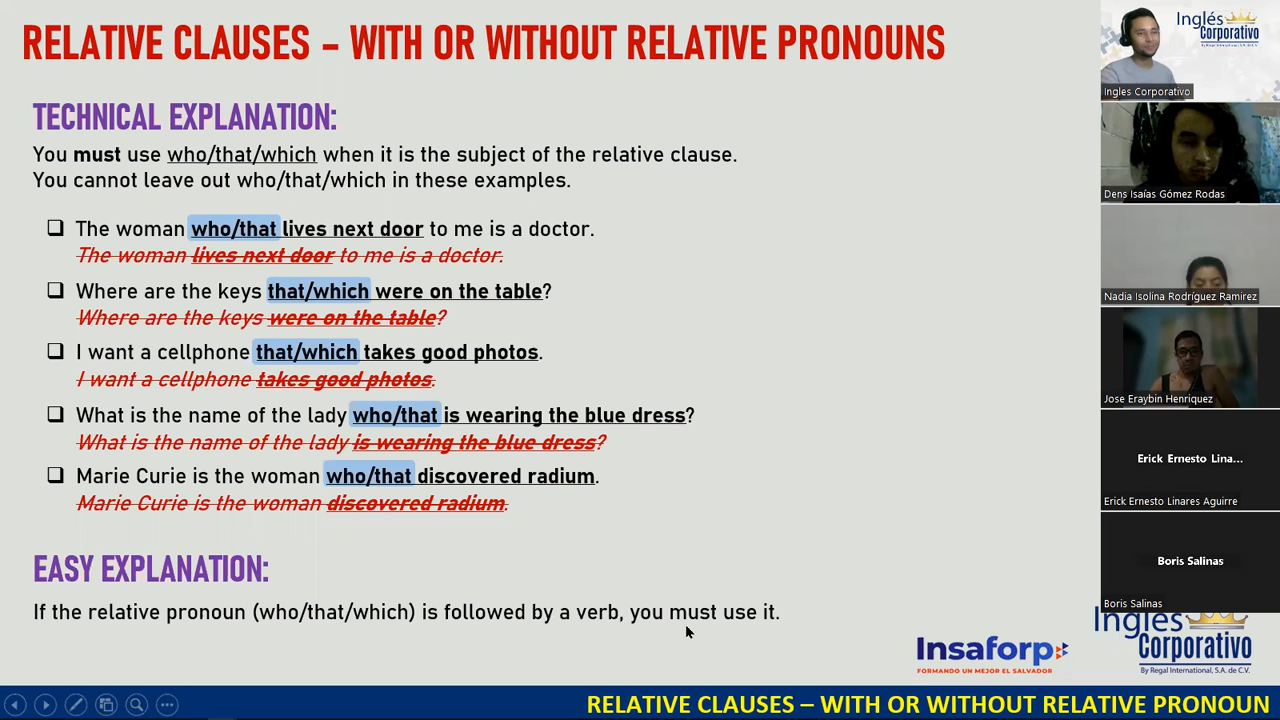 RELATIVE CLAUSES - WITH OR WITHOUT RELATIVE PRONOUNS
TECHNICAL EXPLANATION:
You must use who/that/which when it is the subject of the relative clause.
You cannot leave out who/that/which in these examples.
❑ The woman who/that lives next door to me is a doctor.
The woman lives next door to me is a doctor.
❑ Where are the keys that/which were on the table?
Where are the keys were on the table?
❑ I want a cellphone that/which takes good photos.
I want a cellphone takes good photos.
❑ What is the name of the lady who/that is wearing the blue dress?
What is the name of the lady is wearing the blue dress?
❑ Marie Curie is the woman who/that discovered radium.
Marie Curie is the woman discovered radium.
EASY EXPLANATION:
If the relative pronoun (who/that/which) is followed by a verb, you must use it.
Insaforp
FORMANDO UN MEJOR EL SALVADOR
Inglés
Corporativo
By Regal International, S.A. de C.V.
RELATIVE CLAUSES – WITH OR WITHOUT RELATIVE PRONOUN
Inglés
Corporativo
Ingles Corporativo
Dens Isaías Gómez Rodas
Nadia Isolina Rodríguez Ramirez
Jose Eraybin Henriquez
Erick Ernesto Lina...
Erick Ernesto Linares Aguirre
Boris Salinas
Boris Salinas